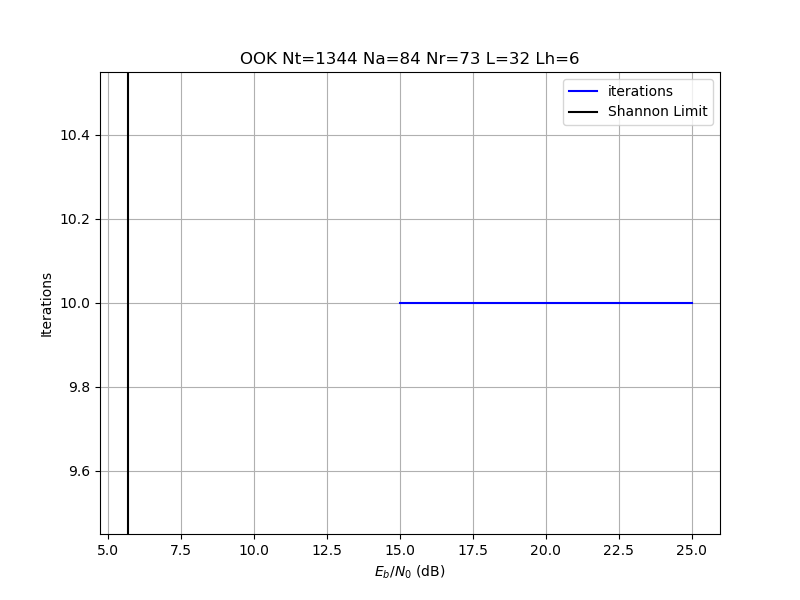 OOK Nt=1344 Na=84 Nr=73 L=32 Lh=6
iterations
Shannon Limit
10.4
10.2
10.0
9.8
9.6
Iterations
5.0 7.5 10.0 12.5 15.0 17.5 20.0 22.5 25.0
E_b/N_0 (dB)